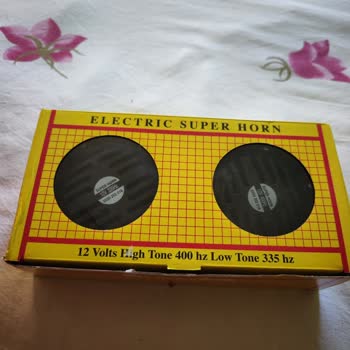 ELECTRIC SUPER HORN
12 Volts High Tone 400 hz Low Tone 335 hz